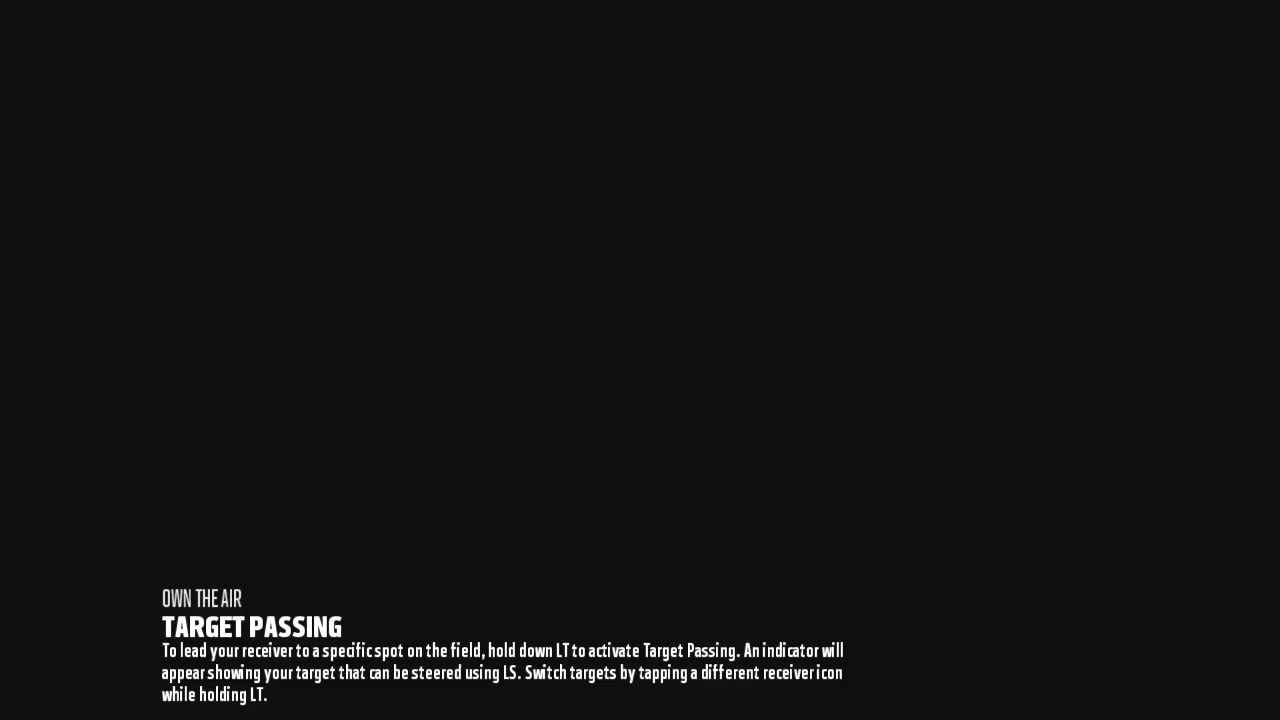 OWN THE AIR
TARGET PASSING
To lead your receiver to a specific spot on the field, hold down LT to activate Target Passing. An indicator will
appear showing your target that can be steered using LS. Switch targets by tapping a different receiver icon
while holding LT.